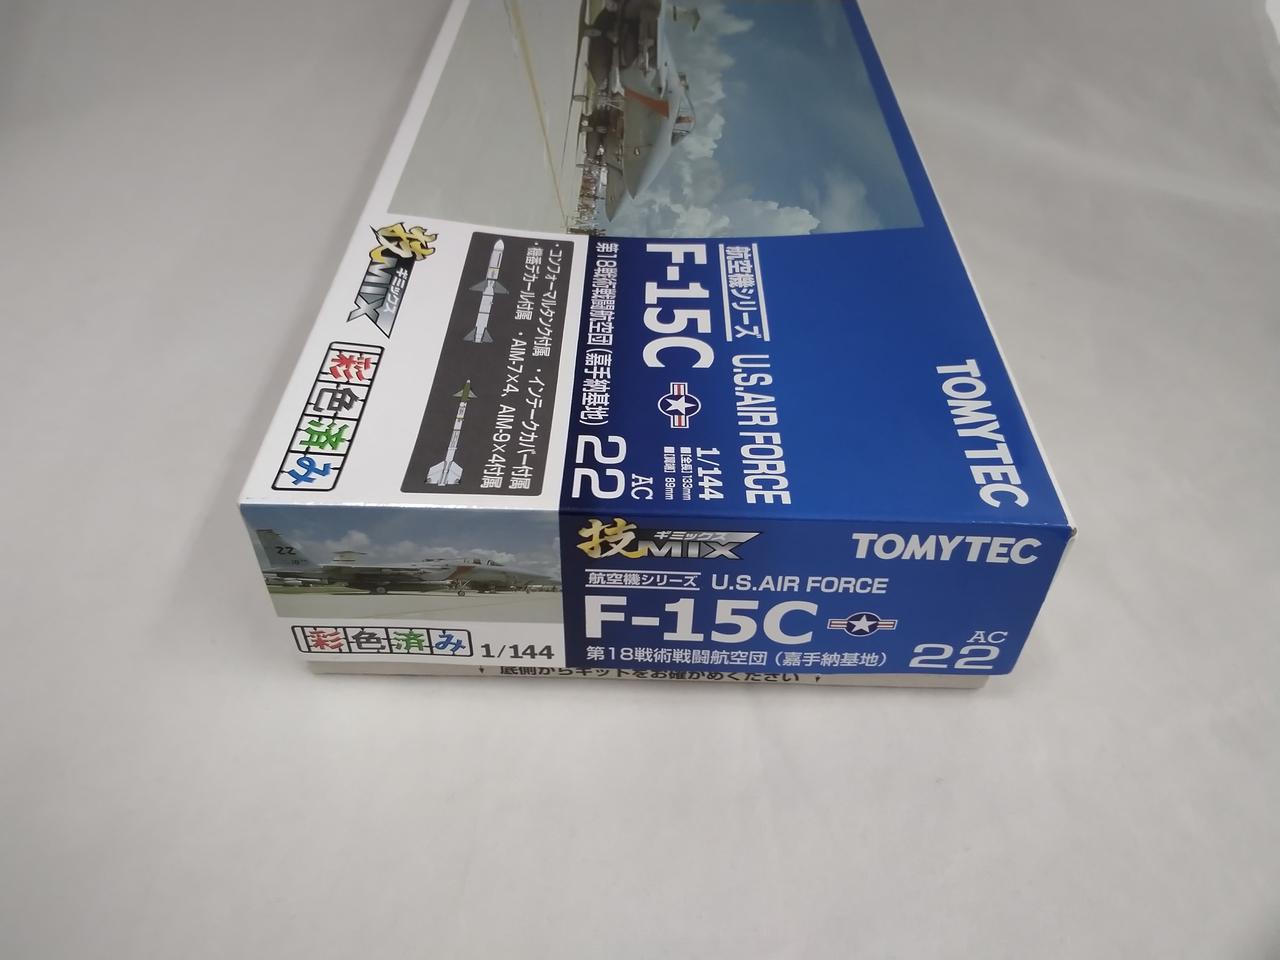 TOMYTEC
航空機シリーズ U.S.AIR FORCE
F-15C
1/144
■[全長]133mm
■[翼幅] 89mm
第18戦術戦闘航空団(嘉手納基地)
AC
22
・コンフォーマルタンク付属 ・インテークカバー付属
・機番デカール付属 ・AIM-7×4、AIM-9×4付属
技MIX
ギミックス
彩色済み
技MIX
ギミックス
TOMYTEC
航空機シリーズ U.S.AIR FORCE
F-15C
第18戦術戦闘航空団(嘉手納基地)
AC
22
ZZ
彩色済み 1/144
底側からキットをお確かめください